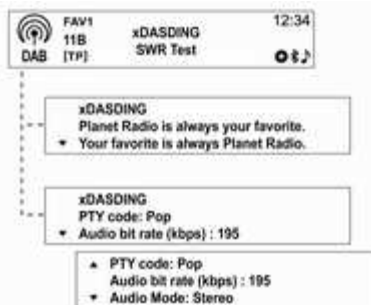 FAV1
12:34
11B
xDASDING
DAB
[TP]
SWR Test
xDASDING
Planet Radio is always your favorite.
Your favorite is always Planet Radio.
xDASDING
PTY code: Pop
Audio bit rate (kbps) : 195
PTY code: Pop
Audio bit rate (kbps) : 195
Audio Mode: Stereo